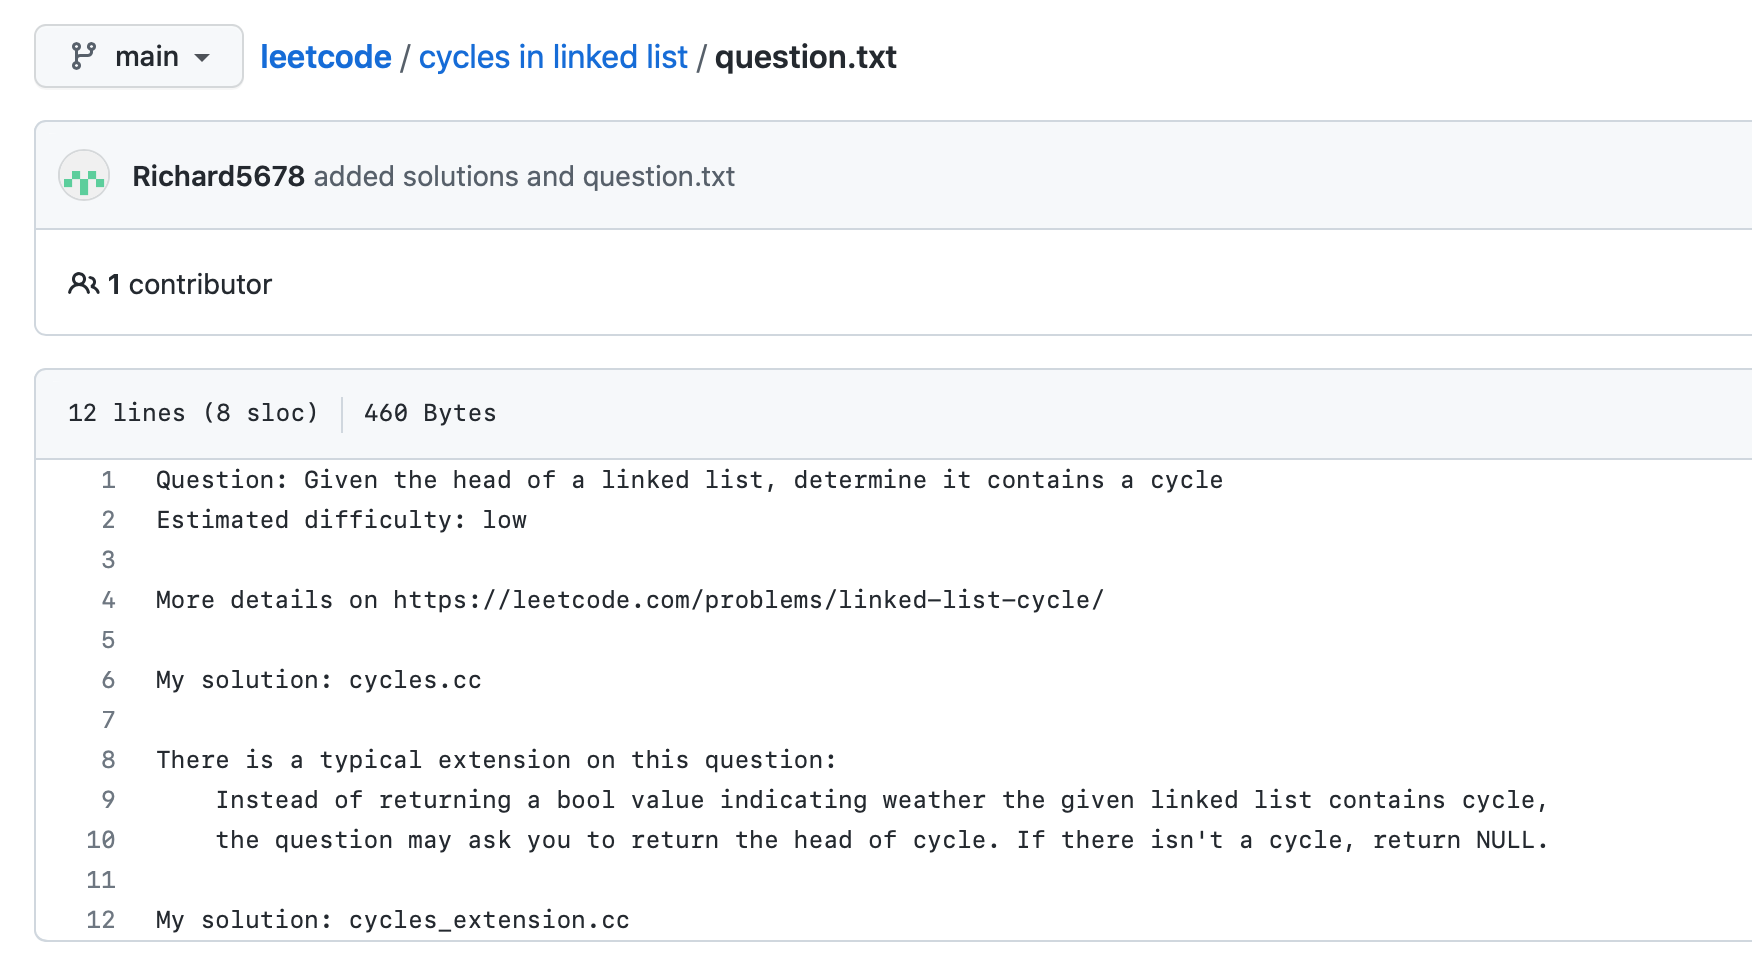 main
leetcode / cycles in linked list / question.txt
Richard5678 added solutions and question.txt
1 contributor
12 lines (8 sloc) 460 Bytes
1 Question: Given the head of a linked list, determine it contains a cycle
2 Estimated difficulty: low
3
4 More details on https://leetcode.com/problems/linked-list-cycle/
5
6 My solution: cycles.cc
7
8 There is a typical extension on this question:
9 Instead of returning a bool value indicating weather the given linked list contains cycle,
10 the question may ask you to return the head of cycle. If there isn't a cycle, return NULL.
11
12 My solution: cycles_extension.cc